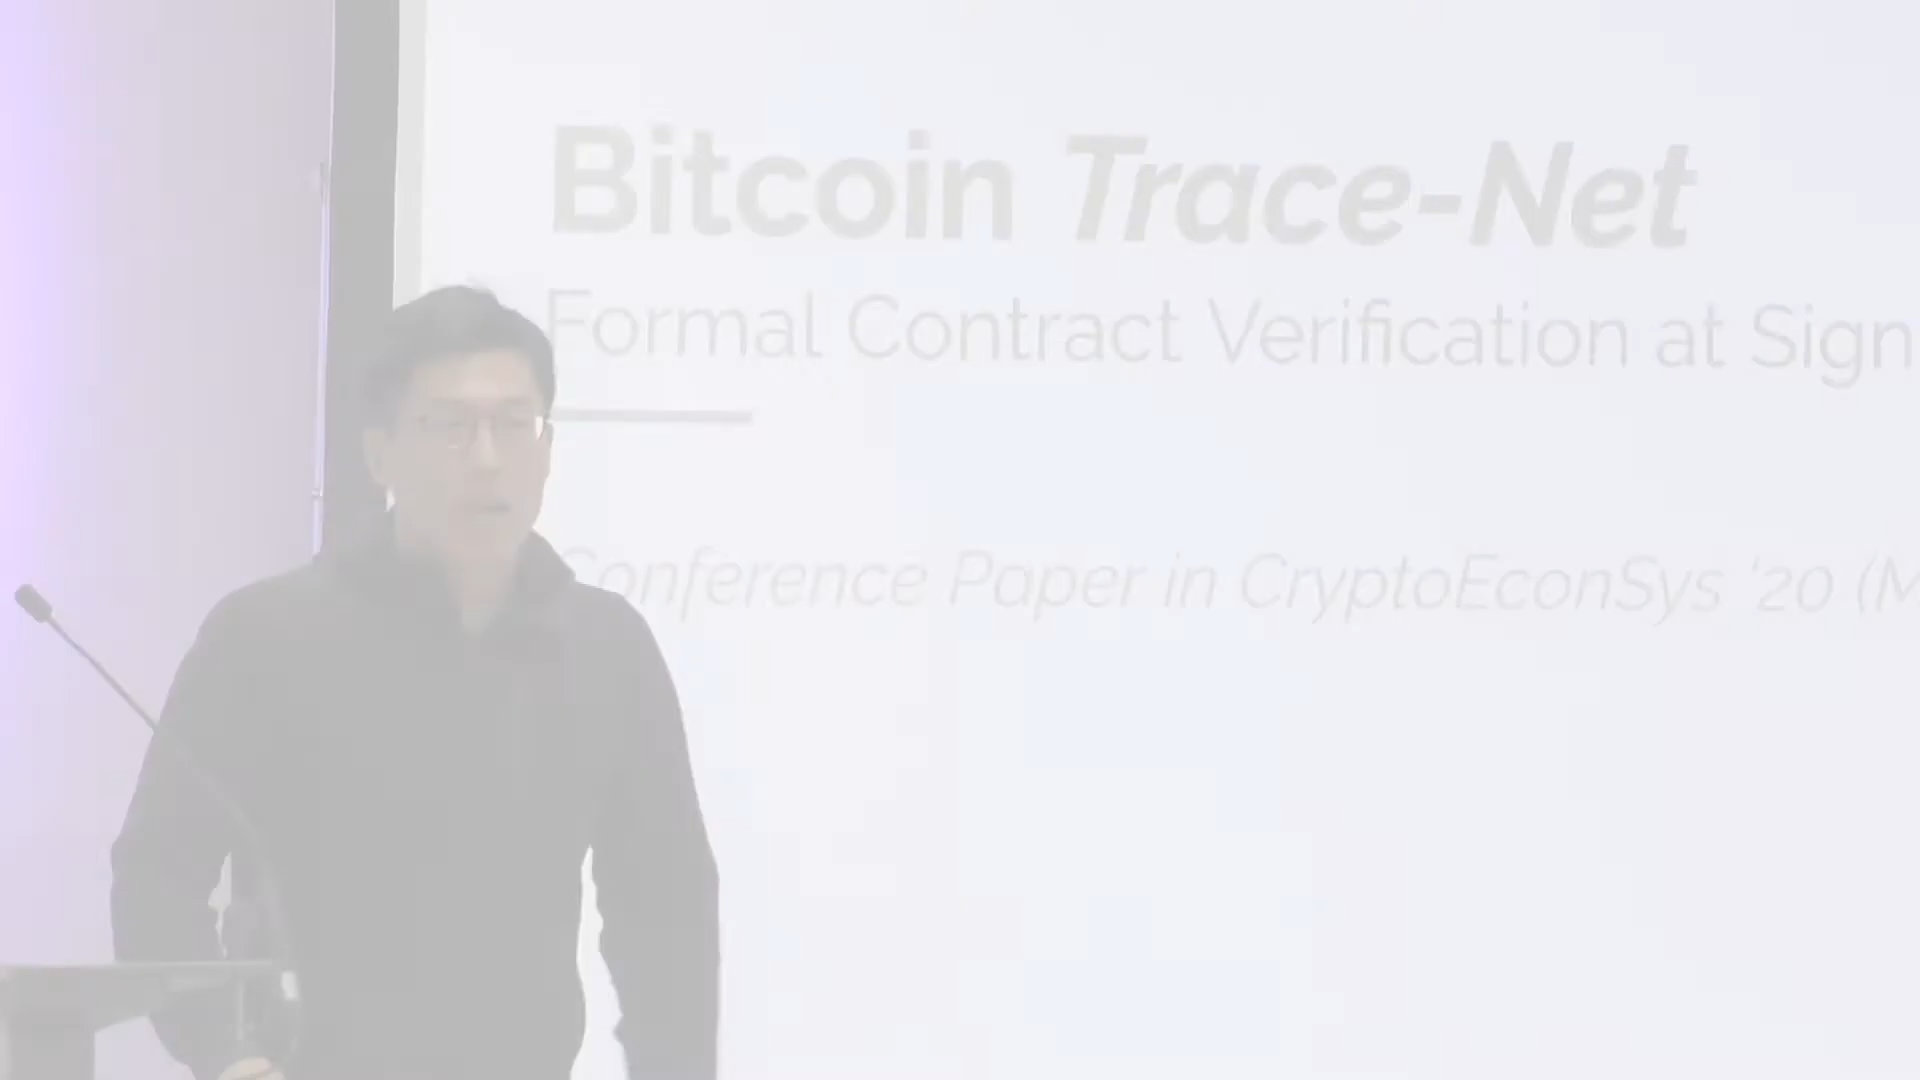 Bitcoin Trace-Net
Formal Contract Verification at Sign
Conference Paper in CryptoEconSys '20 (M